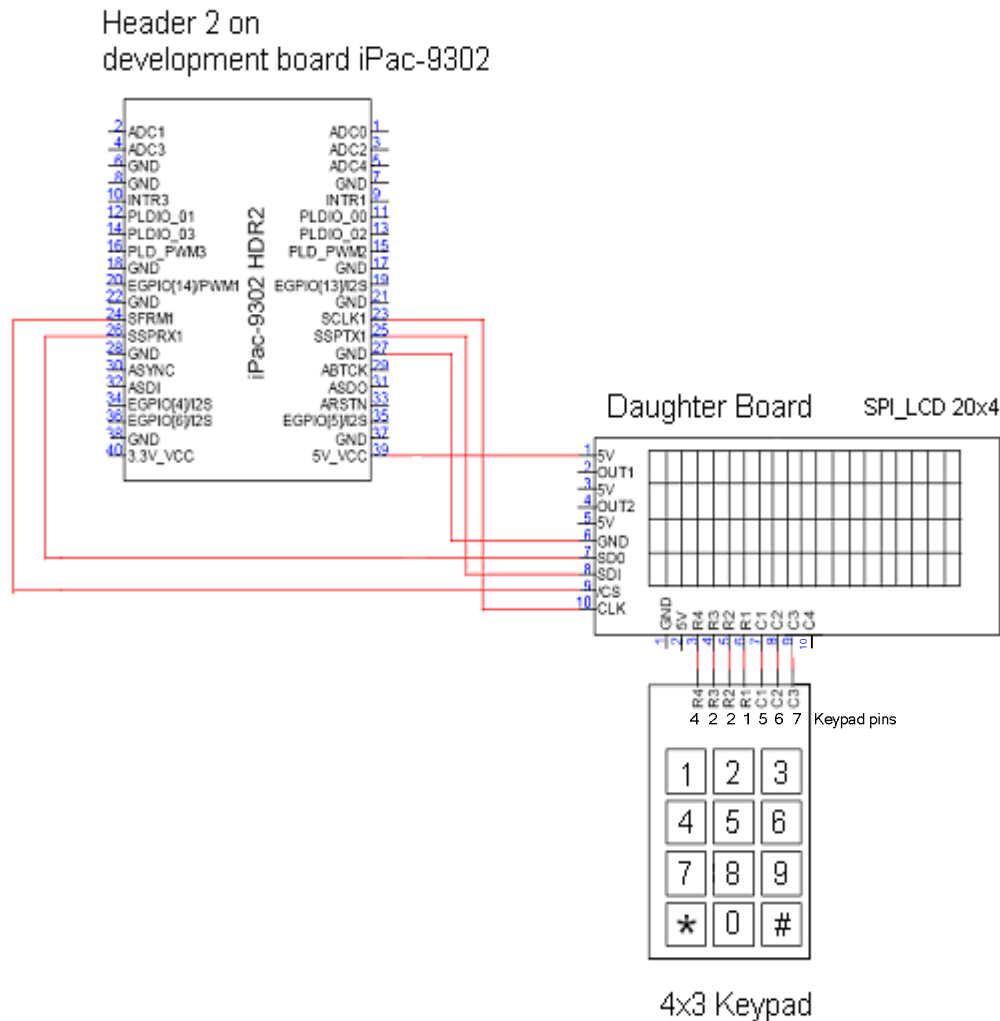 Header 2 on
development board iPac-9302
2 ADC1 ADC0 1
4 ADC3 ADC2 3
6 GND ADC4 5
8 GND GND 7
10 INTR3 INTR1 9
12 PLDIO_01 PLDIO_00 11
14 PLDIO_03 PLDIO_02 13
16 PLD_PWM3 PLD_PWM2 15
18 GND GND 17
20 EGPIO[14]/PWM1 EGPIO[13]/I2S 19
22 GND GND 21
24 SFRM1 SCLK1 23
26 SSPRX1 SSPTX1 25
28 GND GND 27
30 ASYNC ABTCK 29
32 ASDI ASDO 31
34 EGPIO[4]/I2S ARSTN 33
36 EGPIO[6]/I2S EGPIO[5]/I2S 35
38 GND GND 37
40 3.3V_VCC 5V_VCC 39
iPac-9302 HDR2
Daughter Board SPI_LCD 20x4
1 5V
2 OUT1
3 5V
4 OUT2
5 5V
6 GND
7 SDO
8 SDI
9 /CS
10 CLK
GND 5V R4 R3 R2 R1 C1 C2 C3 C4
1 2 3 4 5 6 7 8 9 10
R4 R3 R2 R1 C1 C2 C3
4 2 2 1 5 6 7 Keypad pins
1 2 3
4 5 6
7 8 9
* 0 #
4x3 Keypad